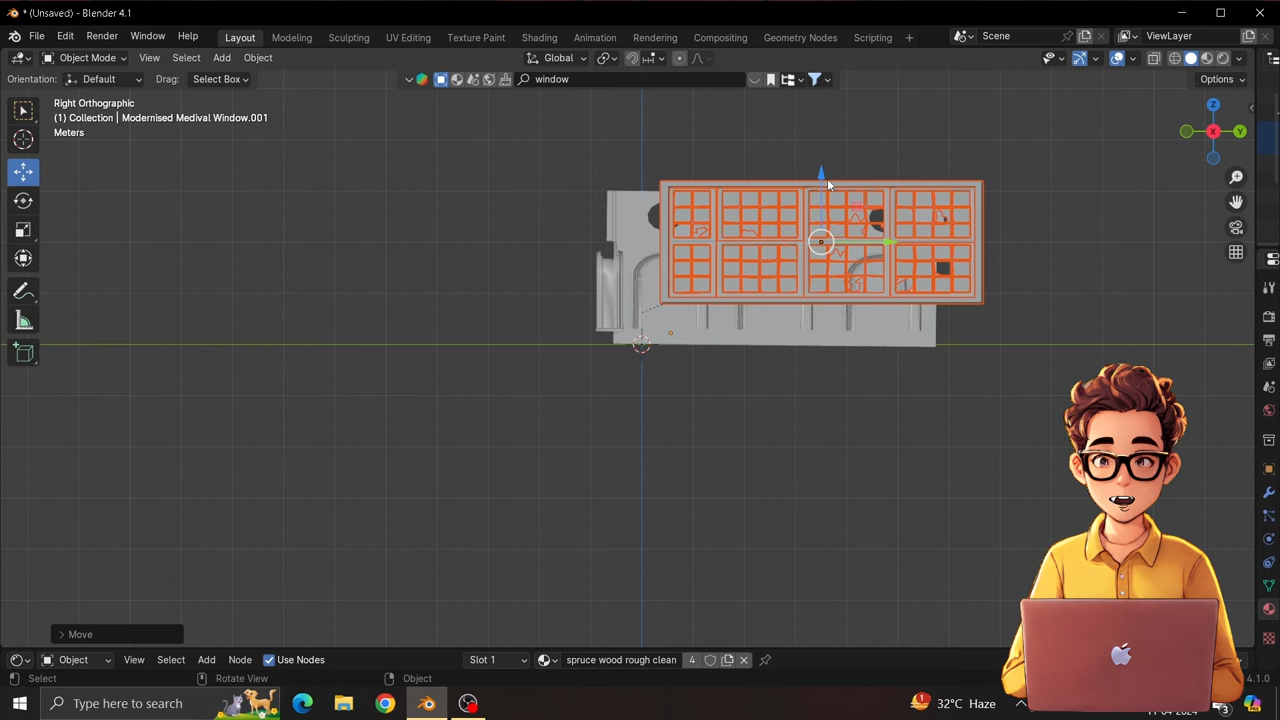 * (Unsaved) - Blender 4.1
File Edit Render Window Help
Layout Modeling Sculpting UV Editing Texture Paint Shading Animation Rendering Compositing Geometry Nodes Scripting +
Scene
ViewLayer
Object Mode View Select Add Object
Global
Orientation: Default Drag: Select Box
window
Options
Right Orthographic
(1) Collection | Modernised Medival Window.001
Meters
Z
X
Y
> Move
Object View Select Add Node Use Nodes
Slot 1
spruce wood rough clean 4
Select
Rotate View
Object
4.1.0
Type here to search
1
32°C Haze
3
PRE